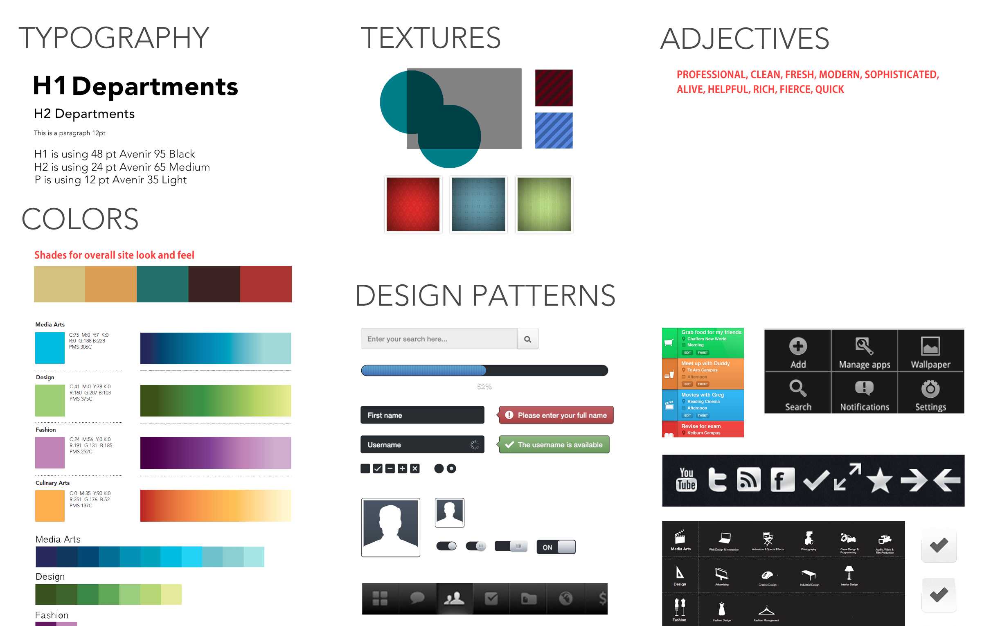 TYPOGRAPHY
H1 Departments
H2 Departments
This is a paragraph 12pt
H1 is using 48 pt Avenir 95 Black
H2 is using 24 pt Avenir 65 Medium
P is using 12 pt Avenir 35 Light
COLORS
Shades for overall site look and feel
Media Arts
C:75 M:0 Y:7 K:0
R:0 G:188 B:228
PMS 306C
Design
C:41 M:0 Y:78 K:0
R:160 G:207 B:103
PMS 375C
Fashion
C:24 M:56 Y:0 K:0
R:191 G:131 B:185
PMS 252C
Culinary Arts
C:0 M:35 Y:90 K:0
R:251 G:176 B:52
PMS 137C
Media Arts
Design
Fashion
TEXTURES
DESIGN PATTERNS
Enter your search here...
52%
First name
Please enter your full name
Username
The username is available
ON
$
ADJECTIVES
PROFESSIONAL, CLEAN, FRESH, MODERN, SOPHISTICATED,
ALIVE, HELPFUL, RICH, FIERCE, QUICK
Grab food for my friends
Chaffers New World
Morning
EDIT TWEET
Meet up with Duddy
Te Aro Campus
Afternoon
EDIT TWEET
Movies with Greg
Reading Cinema
Afternoon
EDIT TWEET
Revise for exam
Kelburn Campus
Add
Manage apps
Wallpaper
Search
Notifications
Settings
You
Tube
Media Arts
Web Design & Interactive
Animation & Special Effects
Photography
Game Design &
Programming
Audio, Video &
Film Production
Design
Advertising
Graphic Design
Industrial Design
Interior Design
Fashion
Fashion Design
Fashion Management